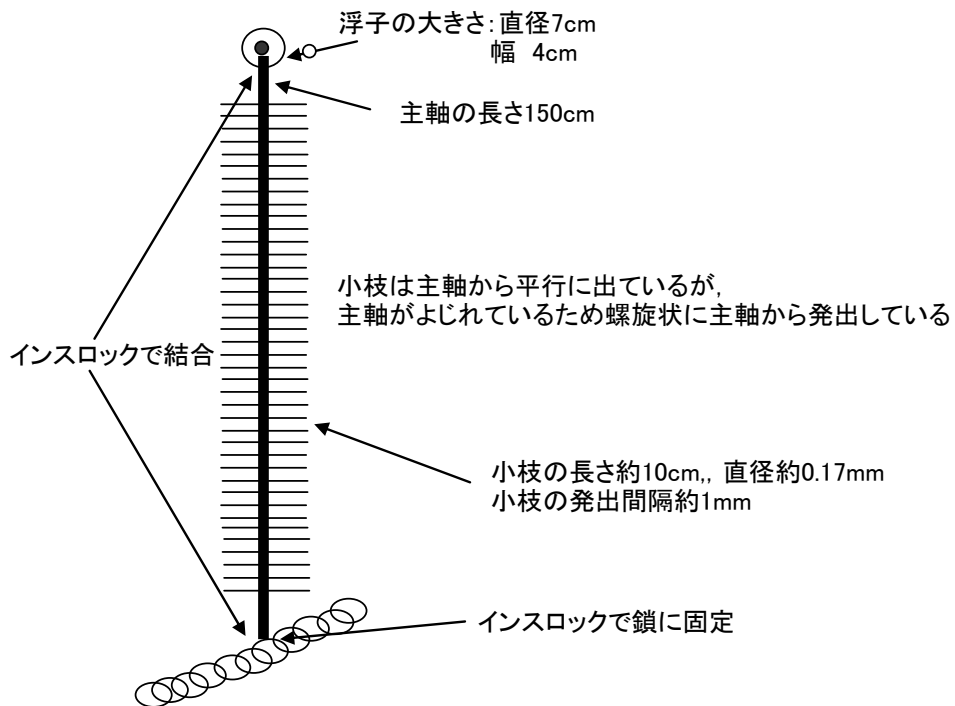 浮子の大きさ：直径7cm
幅　4cm
主軸の長さ150cm
小枝は主軸から平行に出ているが，
主軸がよじれているため螺旋状に主軸から発出している
インスロックで結合
小枝の長さ約10cm,，直径約0.17mm
小枝の発出間隔約1mm
インスロックで鎖に固定